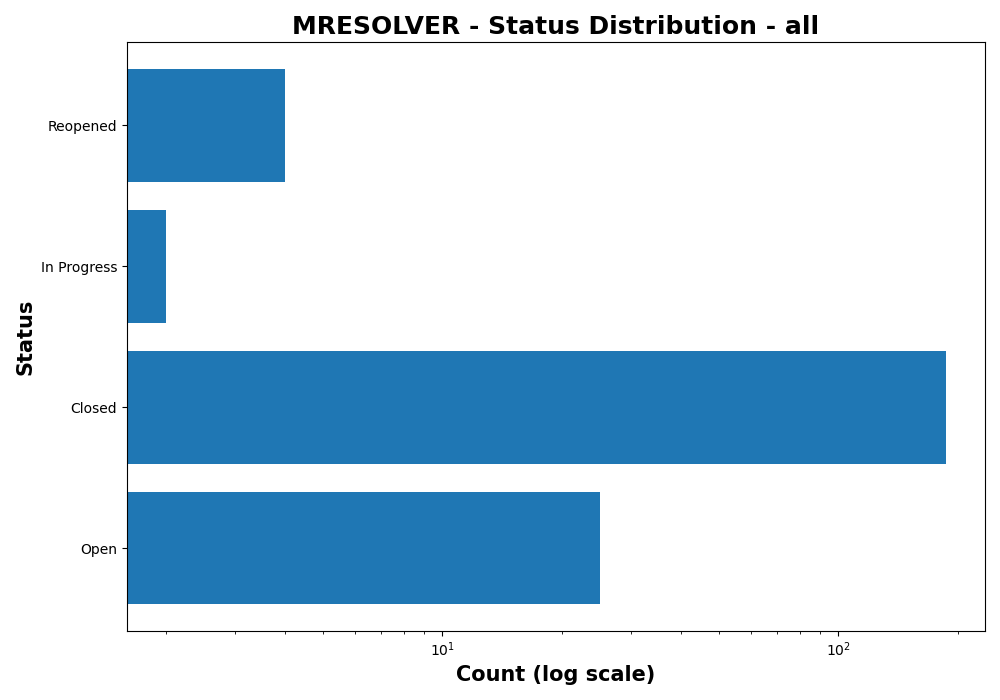 MRESOLVER - Status Distribution - all
Reopened
In Progress
Closed
Open
Status
10¹
10²
Count (log scale)